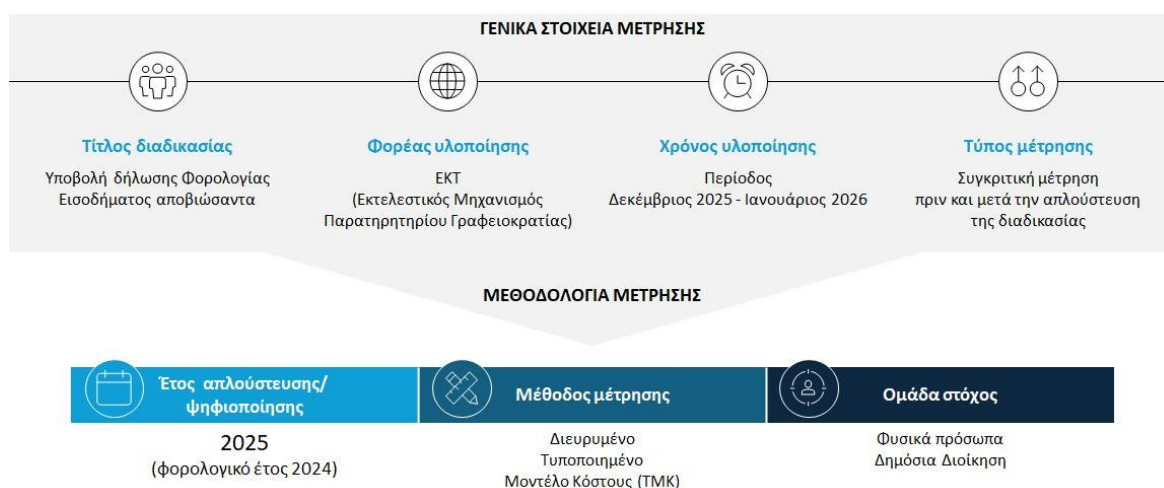 ΓΕΝΙΚΑ ΣΤΟΙΧΕΙΑ ΜΕΤΡΗΣΗΣ
Τίτλος διαδικασίας
Υποβολή δήλωσης Φορολογίας
Εισοδήματος αποβιώσαντα
Φορέας υλοποίησης
ΕΚΤ
(Εκτελεστικός Μηχανισμός
Παρατηρητηρίου Γραφειοκρατίας)
Χρόνος υλοποίησης
Περίοδος
Δεκέμβριος 2025 - Ιανουάριος 2026
Τύπος μέτρησης
Συγκριτική μέτρηση
πριν και μετά την απλούστευση
της διαδικασίας
ΜΕΘΟΔΟΛΟΓΙΑ ΜΕΤΡΗΣΗΣ
Έτος απλούστευσης/
ψηφιοποίησης
2025
(φορολογικό έτος 2024)
Μέθοδος μέτρησης
Διευρυμένο
Τυποποιημένο
Μοντέλο Κόστους (ΤΜΚ)
Ομάδα στόχος
Φυσικά πρόσωπα
Δημόσια Διοίκηση